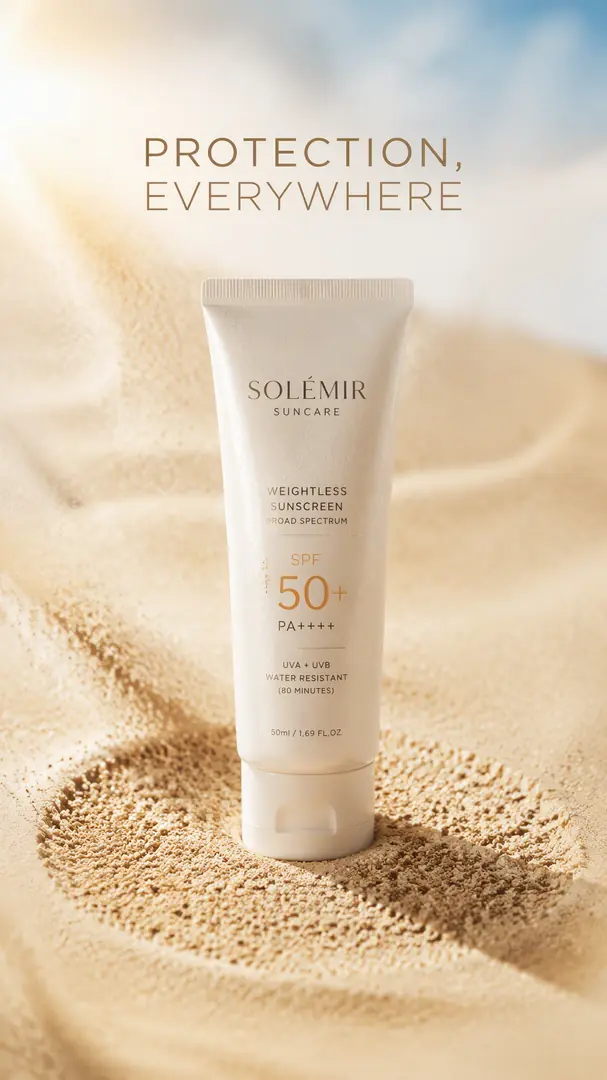 PROTECTION,
EVERYWHERE
SOLÉMIR
SUNCARE
WEIGHTLESS
SUNSCREEN
BROAD SPECTRUM
SPF
50+
PA++++
UVA + UVB
WATER RESISTANT
(80 MINUTES)
50ml / 1,69 FL.OZ